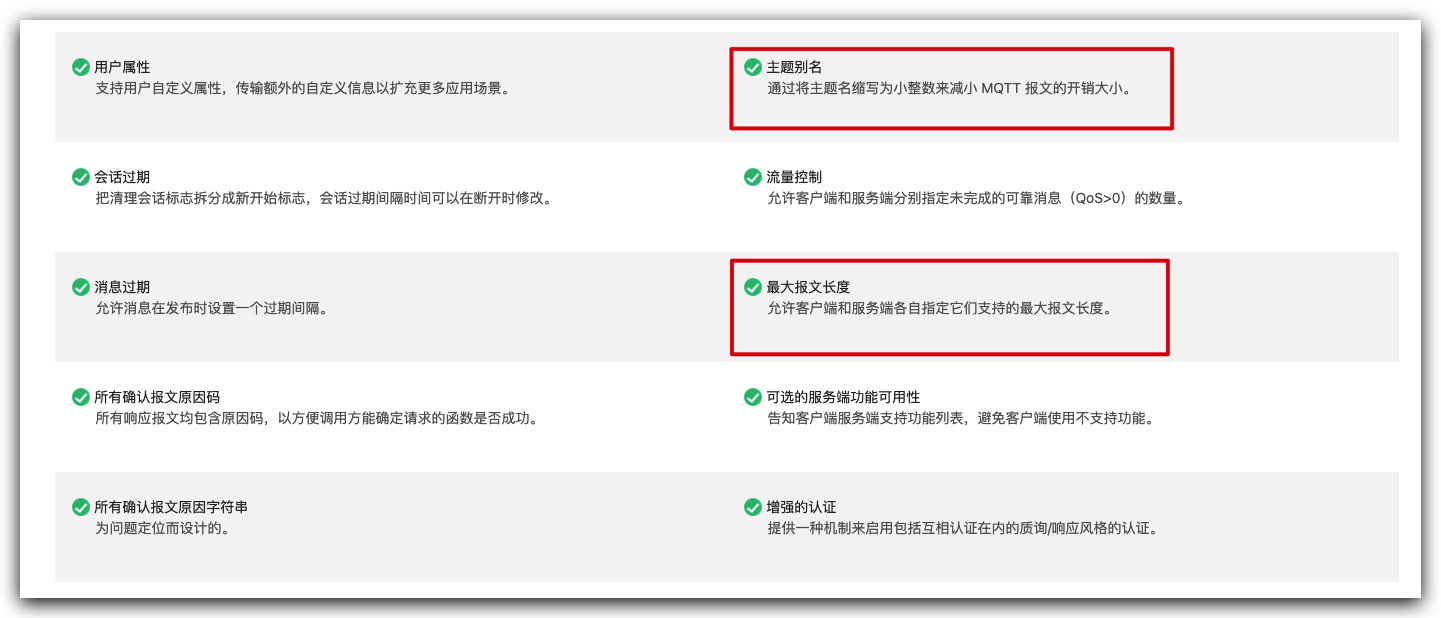 用户属性
支持用户自定义属性，传输额外的自定义信息以扩充更多应用场景。
主题别名
通过将主题名缩写为小整数来减小 MQTT 报文的开销大小。
会话过期
把清理会话标志拆分成新开始标志，会话过期间隔时间可以在断开时修改。
流量控制
允许客户端和服务端分别指定未完成的可靠消息（QoS>0）的数量。
消息过期
允许消息在发布时设置一个过期间隔。
最大报文长度
允许客户端和服务端各自指定它们支持的最大报文长度。
所有确认报文原因码
所有响应报文均包含原因码，以方便调用方能确定请求的函数是否成功。
可选的服务端功能可用性
告知客户端服务端支持功能列表，避免客户端使用不支持功能。
所有确认报文原因字符串
为问题定位而设计的。
增强的认证
提供一种机制来启用包括互相认证在内的质询/响应风格的认证。